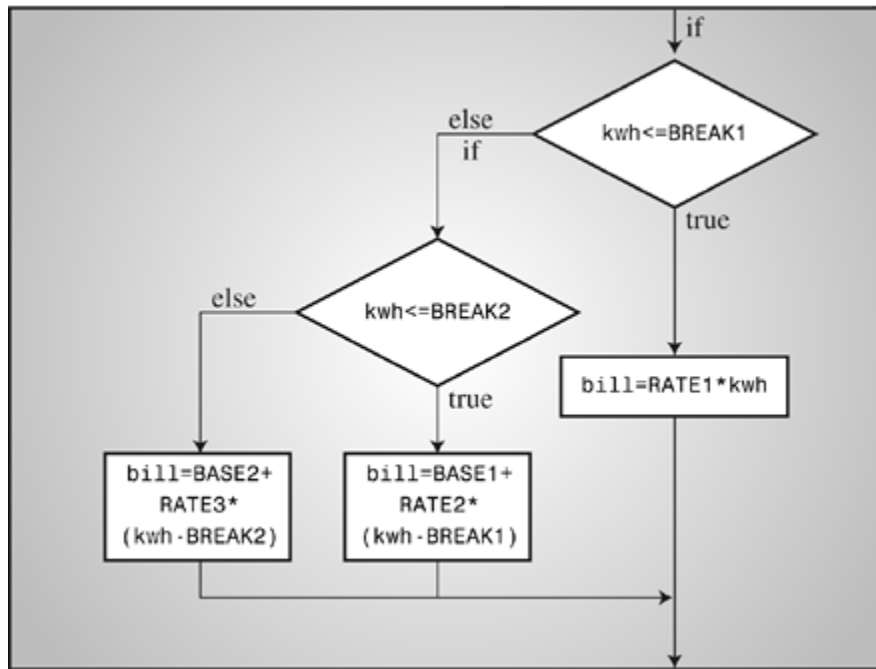 if
kwh<=BREAK1
else
if
true
kwh<=BREAK2
else
true
bill=RATE1*kwh
bill=BASE2+
RATE3*
(kwh-BREAK2)
bill=BASE1+
RATE2*
(kwh-BREAK1)